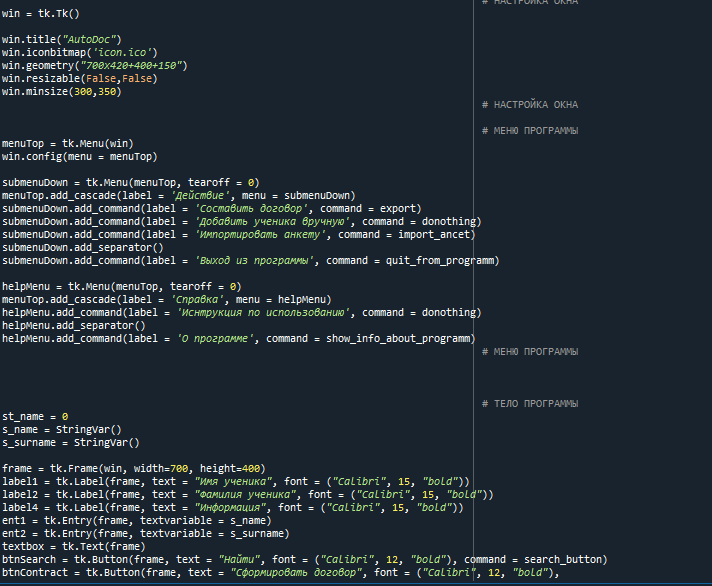 # НАСТРОЙКА ОКНА
win = tk.Tk()
win.title("AutoDoc")
win.iconbitmap('icon.ico')
win.geometry("700x420+400+150")
win.resizable(False,False)
win.minsize(300,350)
# НАСТРОЙКА ОКНА
# МЕНЮ ПРОГРАММЫ
menuTop = tk.Menu(win)
win.config(menu = menuTop)
submenuDown = tk.Menu(menuTop, tearoff = 0)
menuTop.add_cascade(label = 'Действие', menu = submenuDown)
submenuDown.add_command(label = 'Составить договор', command = export)
submenuDown.add_command(label = 'Добавить ученика вручную', command = donothing)
submenuDown.add_command(label = 'Импортировать анкету', command = import_ancet)
submenuDown.add_separator()
submenuDown.add_command(label = 'Выход из программы', command = quit_from_programm)
helpMenu = tk.Menu(menuTop, tearoff = 0)
menuTop.add_cascade(label = 'Справка', menu = helpMenu)
helpMenu.add_command(label = 'Иснтрукция по использованию', command = donothing)
helpMenu.add_separator()
helpMenu.add_command(label = 'О программе', command = show_info_about_programm)
# МЕНЮ ПРОГРАММЫ
# ТЕЛО ПРОГРАММЫ
st_name = 0
s_name = StringVar()
s_surname = StringVar()
frame = tk.Frame(win, width=700, height=400)
label1 = tk.Label(frame, text = "Имя ученика", font = ("Calibri", 15, "bold"))
label2 = tk.Label(frame, text = "Фамилия ученика", font = ("Calibri", 15, "bold"))
label4 = tk.Label(frame, text = "Информация", font = ("Calibri", 15, "bold"))
ent1 = tk.Entry(frame, textvariable = s_name)
ent2 = tk.Entry(frame, textvariable = s_surname)
textbox = tk.Text(frame)
btnSearch = tk.Button(frame, text = "Найти", font = ("Calibri", 12, "bold"), command = search_button)
btnContract = tk.Button(frame, text = "Сформировать договор", font = ("Calibri", 12, "bold"),